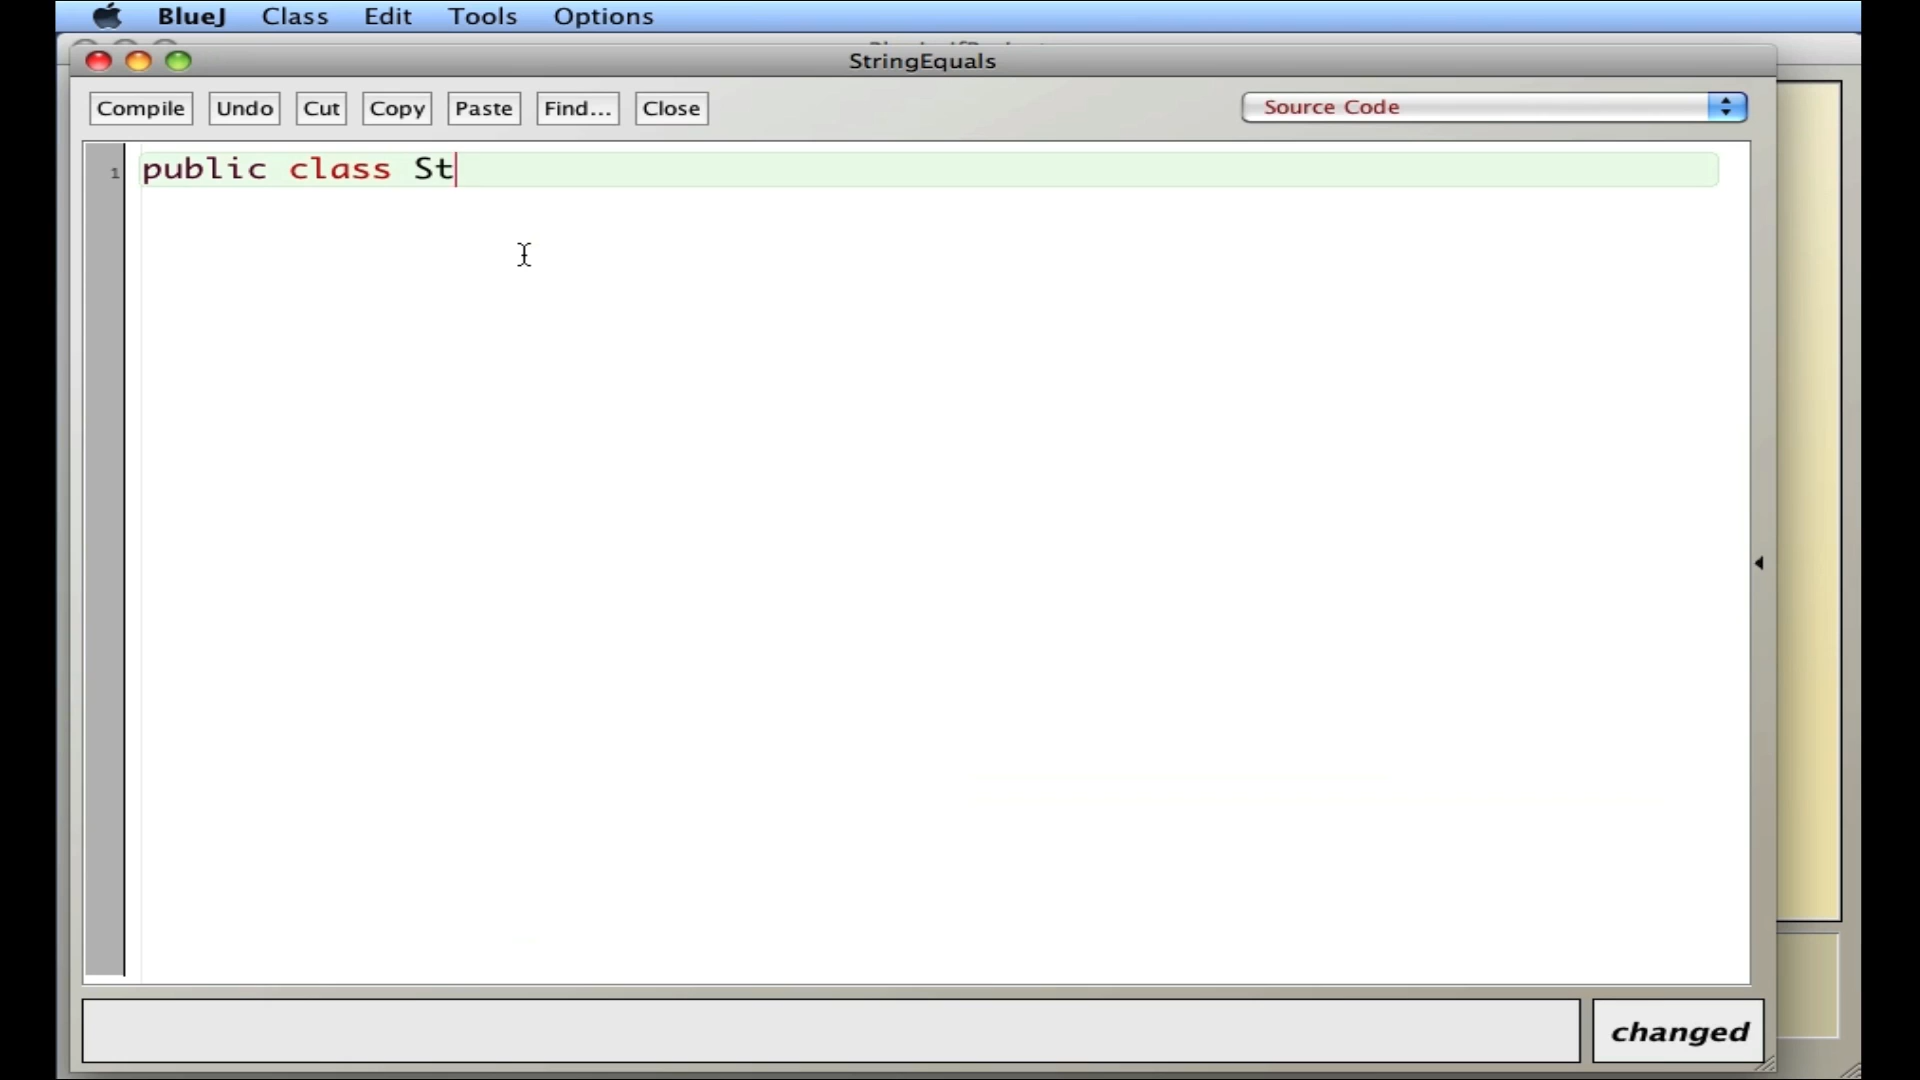 BlueJ Class Edit Tools Options
StringEquals
Compile Undo Cut Copy Paste Find... Close Source Code
1 public class St
changed